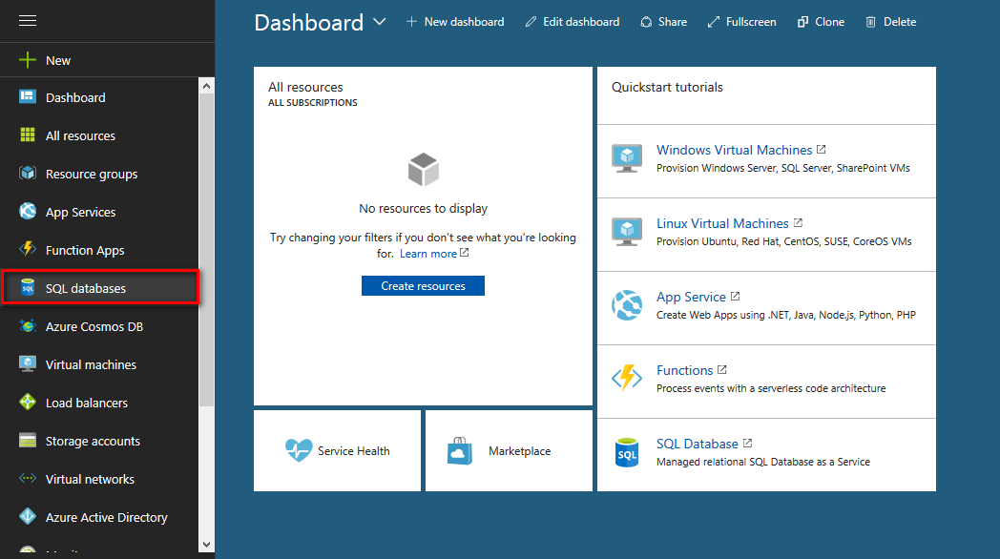 Dashboard
New dashboard
Edit dashboard
Share
Fullscreen
Clone
Delete
New
Dashboard
All resources
Resource groups
App Services
Function Apps
SQL
SQL databases
Azure Cosmos DB
Virtual machines
Load balancers
Storage accounts
Virtual networks
Azure Active Directory
All resources
ALL SUBSCRIPTIONS
No resources to display
Try changing your filters if you don't see what you're looking
for. Learn more
Create resources
Service Health
Marketplace
Quickstart tutorials
Windows Virtual Machines
Provision Windows Server, SQL Server, SharePoint VMs
Linux Virtual Machines
Provision Ubuntu, Red Hat, CentOS, SUSE, CoreOS VMs
App Service
Create Web Apps using .NET, Java, Node.js, Python, PHP
Functions
Process events with a serverless code architecture
SQL
SQL Database
Managed relational SQL Database as a Service